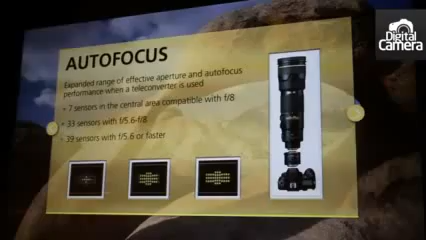 Digital
Camera
AUTOFOCUS
Expanded range of effective aperture and autofocus
performance when a teleconverter is used
• 7 sensors in the central area compatible with f/8
• 33 sensors with f/5.6-f/8
• 39 sensors with f/5.6 or faster